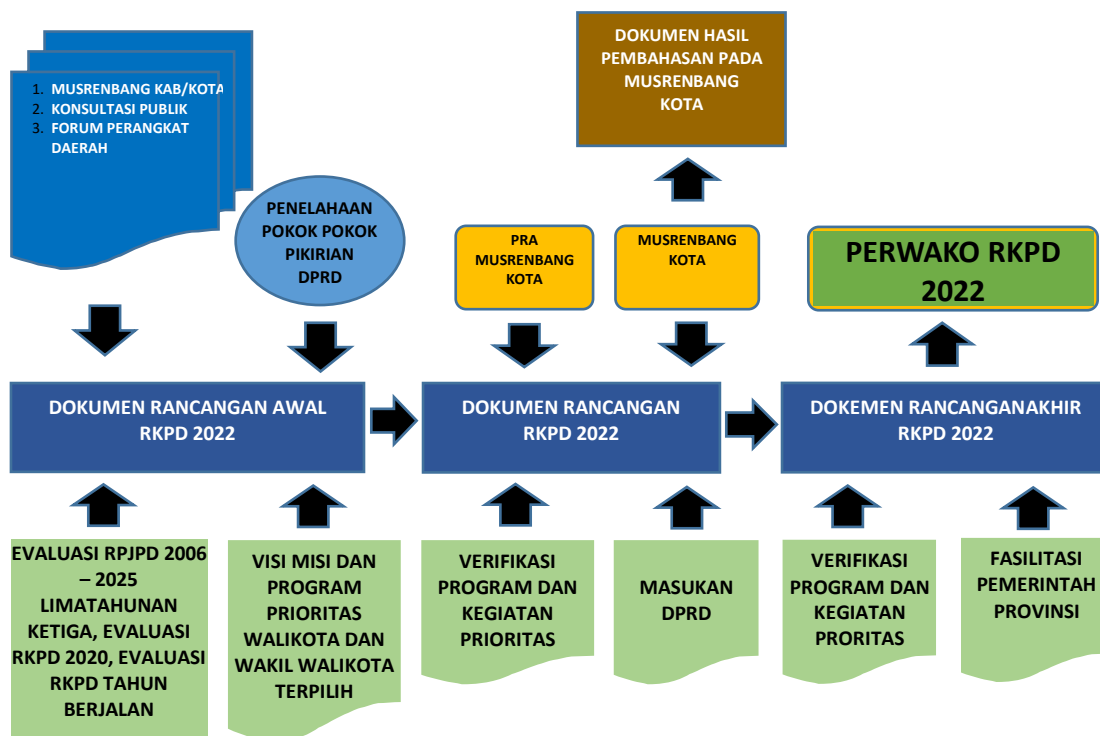 1. MUSRENBANG KAB/KOTA
2. KONSULTASI PUBLIK
3. FORUM PERANGKAT
DAERAH
PENELAHAAN
POKOK POKOK
PIKIRIAN
DPRD
DOKUMEN HASIL
PEMBAHASAN PADA
MUSRENBANG
KOTA
PRA
MUSRENBANG
KOTA
MUSRENBANG
KOTA
PERWAKO RKPD
2022
DOKUMEN RANCANGAN AWAL
RKPD 2022
DOKUMEN RANCANGAN
RKPD 2022
DOKEMEN RANCANGANAKHIR
RKPD 2022
EVALUASI RPJPD 2006
– 2025
LIMATAHUNAN
KETIGA, EVALUASI
RKPD 2020, EVALUASI
RKPD TAHUN
BERJALAN
VISI MISI DAN
PROGRAM
PRIORITAS
WALIKOTA DAN
WAKIL WALIKOTA
TERPILIH
VERIFIKASI
PROGRAM DAN
KEGIATAN
PRIORITAS
MASUKAN
DPRD
VERIFIKASI
PROGRAM DAN
KEGIATAN
PRORITAS
FASILITASI
PEMERINTAH
PROVINSI